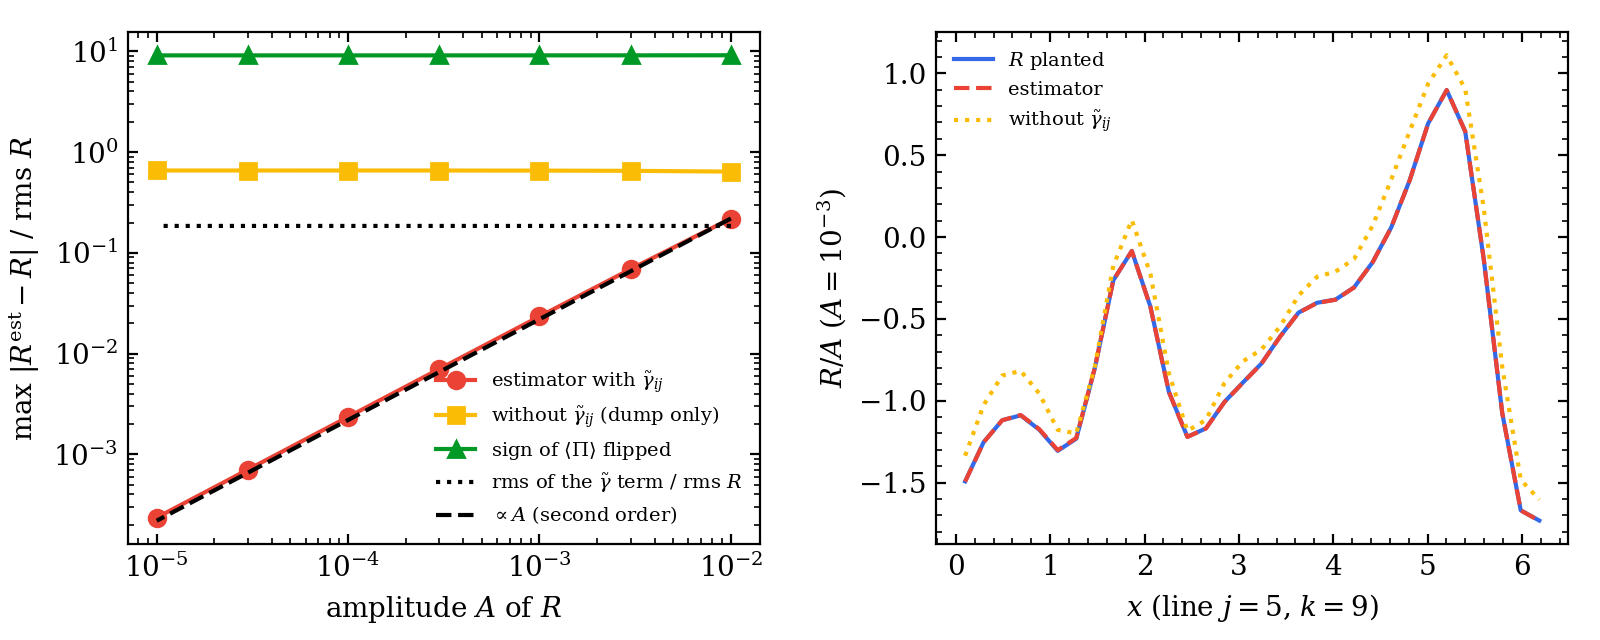 max |R^est − R| / rms R
10^1
10^0
10^−1
10^−2
10^−3
estimator with γ̃_ij
without γ̃_ij (dump only)
sign of ⟨Π⟩ flipped
rms of the γ̃ term / rms R
∝ A (second order)
10^−5
10^−4
10^−3
10^−2
amplitude A of R
R/A (A = 10^−3)
1.0
0.5
0.0
−0.5
−1.0
−1.5
R planted
estimator
without γ̃_ij
0
1
2
3
4
5
6
x (line j = 5, k = 9)